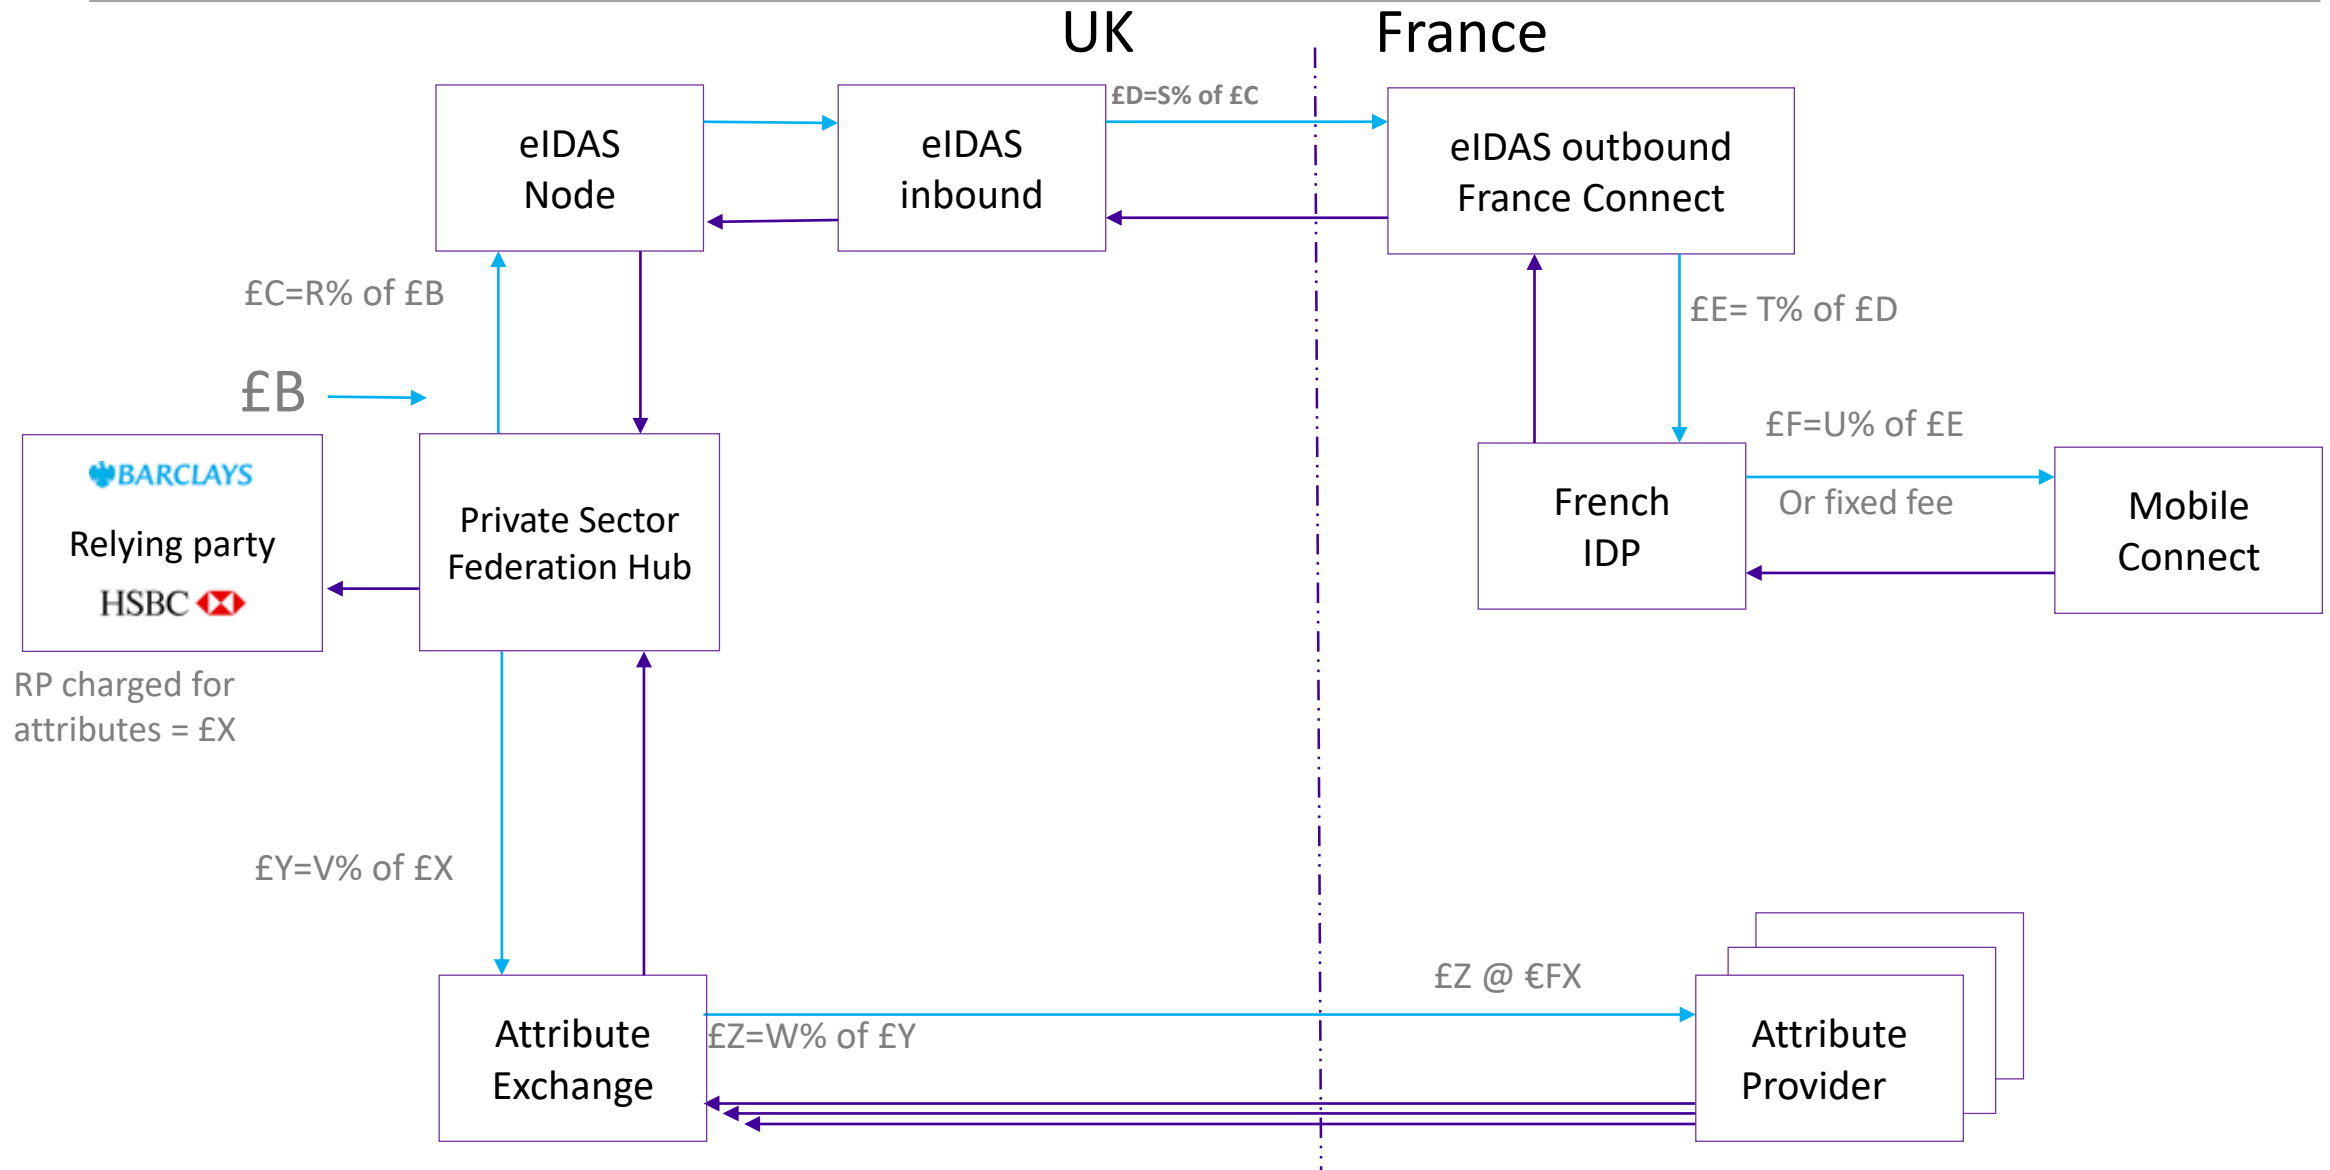 UK
France
£D=S% of £C
eIDAS
Node
eIDAS
inbound
eIDAS outbound
France Connect
£C=R% of £B
£E= T% of £D
£B
£F=U% of £E
BARCLAYS
Relying party
HSBC
Private Sector
Federation Hub
French
IDP
Or fixed fee
Mobile
Connect
RP charged for
attributes = £X
£Y=V% of £X
£Z @ €FX
Attribute
Exchange
£Z=W% of £Y
Attribute
Provider